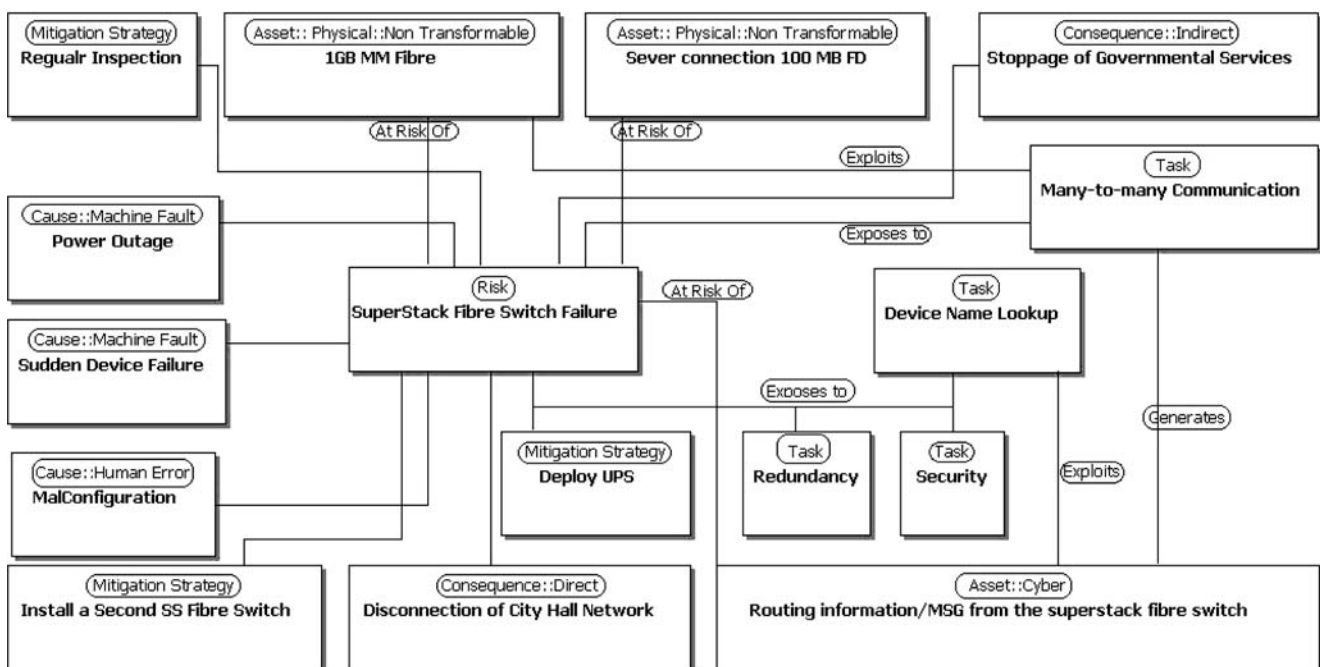 Mitigation Strategy
Regualr Inspection
Asset:: Physical::Non Transformable
1GB MM Fibre
Asset:: Physical::Non Transformable
Sever connection 100 MB FD
Consequence::Indirect
Stoppage of Governmental Services
At Risk Of
At Risk Of
Exploits
Task
Many-to-many Communication
Cause::Machine Fault
Power Outage
Exposes to
Risk
SuperStack Fibre Switch Failure
At Risk Of
Task
Device Name Lookup
Cause::Machine Fault
Sudden Device Failure
Exposes to
Generates
Mitigation Strategy
Deploy UPS
Task
Redundancy
Task
Security
Exploits
Cause::Human Error
MalConfiguration
Mitigation Strategy
Install a Second SS Fibre Switch
Consequence::Direct
Disconnection of City Hall Network
Asset::Cyber
Routing information/MSG from the superstack fibre switch